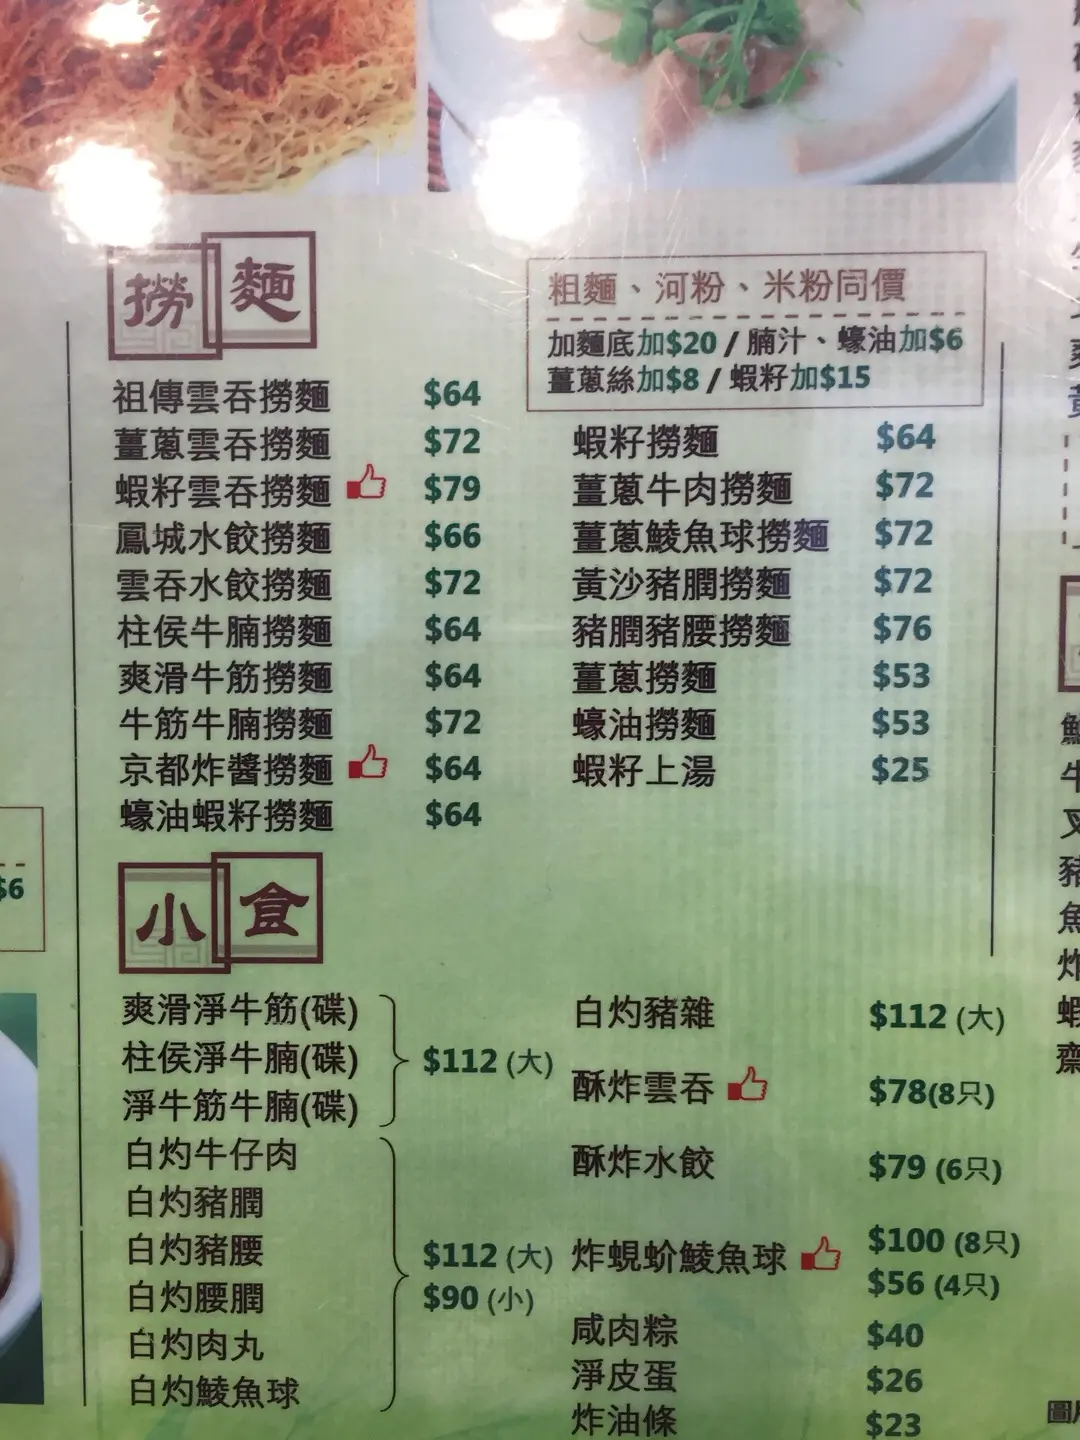 撈麵
粗麵、河粉、米粉同價
加麵底加$20 / 腩汁、蠔油加$6
薑蔥絲加$8 / 蝦籽加$15
祖傳雲吞撈麵 $64
薑蔥雲吞撈麵 $72
蝦籽雲吞撈麵 $79
鳳城水餃撈麵 $66
雲吞水餃撈麵 $72
柱侯牛腩撈麵 $64
爽滑牛筋撈麵 $64
牛筋牛腩撈麵 $72
京都炸醬撈麵 $64
蠔油蝦籽撈麵 $64
蝦籽撈麵 $64
薑蔥牛肉撈麵 $72
薑蔥鯪魚球撈麵 $72
黃沙豬膶撈麵 $72
豬膶豬腰撈麵 $76
薑蔥撈麵 $53
蠔油撈麵 $53
蝦籽上湯 $25
$6
小食
爽滑淨牛筋(碟)
柱侯淨牛腩(碟) $112 (大)
淨牛筋牛腩(碟)
白灼牛仔肉
白灼豬膶
白灼豬腰 $112 (大)
白灼腰膶 $90 (小)
白灼肉丸
白灼鯪魚球
白灼豬雜 $112 (大)
酥炸雲吞 $78(8只)
酥炸水餃 $79 (6只)
炸蜆蚧鯪魚球 $100 (8只)
$56 (4只)
咸肉粽 $40
淨皮蛋 $26
炸油條 $23
牛
叉
豬
魚
炸
蝦
齋